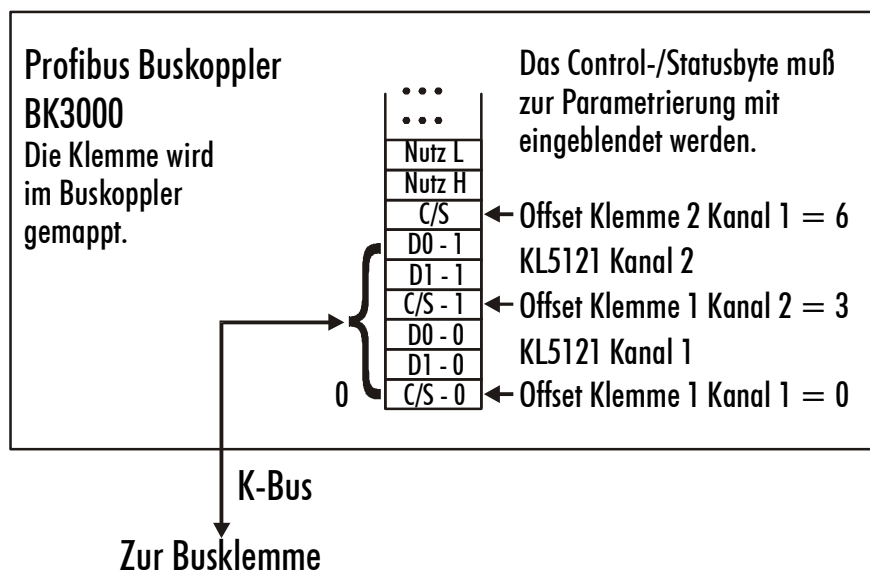 Profibus Buskoppler
BK3000
Die Klemme wird
im Buskoppler
gemappt.
Das Control-/Statusbyte muß
zur Parametrierung mit
eingeblendet werden.
•••
•••
Nutz L
Nutz H
C/S
Offset Klemme 2 Kanal 1 = 6
D0 - 1
KL5121 Kanal 2
D1 - 1
C/S - 1
Offset Klemme 1 Kanal 2 = 3
D0 - 0
KL5121 Kanal 1
D1 - 0
0
C/S - 0
Offset Klemme 1 Kanal 1 = 0
K-Bus
Zur Busklemme